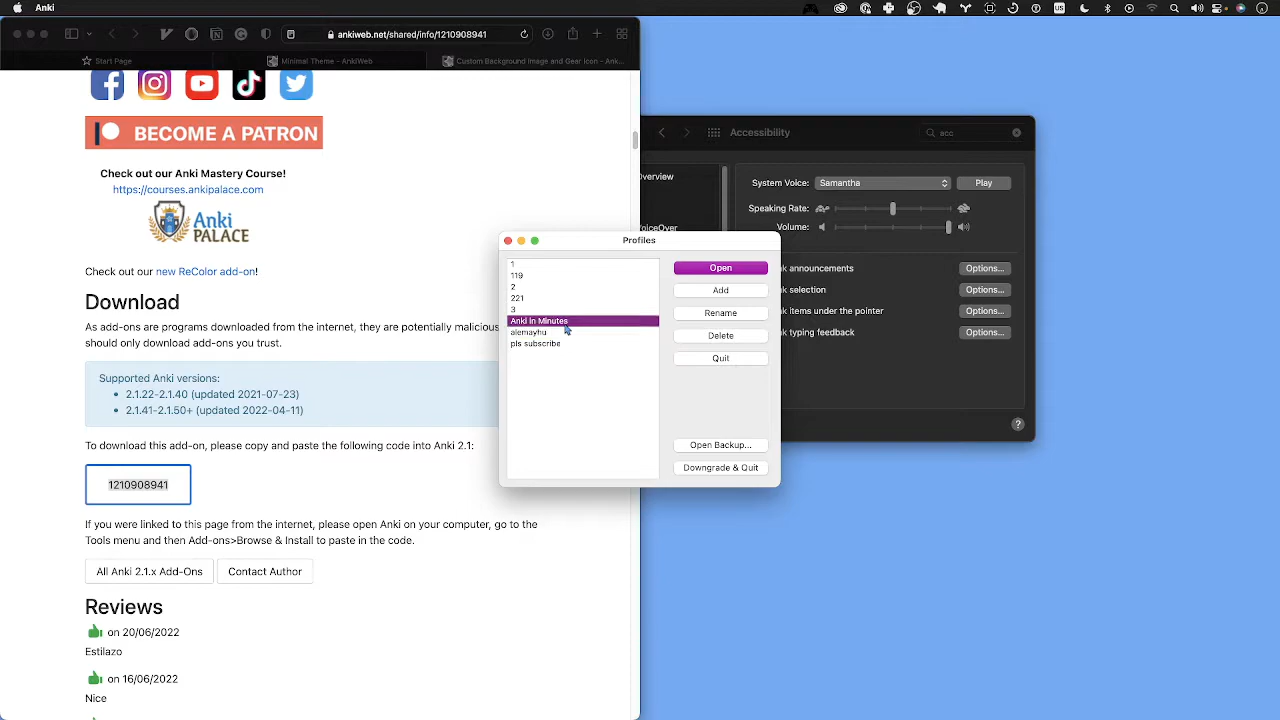 Anki
US
ankiweb.net/shared/info/1210908941
Start Page
Minimal Theme - AnkiWeb
Custom Background Image and Gear Icon - Ank...
BECOME A PATRON
Check out our Anki Mastery Course!
https://courses.ankipalace.com
Anki
PALACE
Check out our new ReColor add-on!
Download
As add-ons are programs downloaded from the internet, they are potentially malicious
should only download add-ons you trust.
Supported Anki versions:
• 2.1.22-2.1.40 (updated 2021-07-23)
• 2.1.41-2.1.50+ (updated 2022-04-11)
To download this add-on, please copy and paste the following code into Anki 2.1:
1210908941
If you were linked to this page from the internet, please open Anki on your computer, go to the
Tools menu and then Add-ons>Browse & Install to paste in the code.
All Anki 2.1.x Add-Ons
Contact Author
Reviews
on 20/06/2022
Estilazo
on 16/06/2022
Nice
Profiles
1
119
2
221
3
Anki in Minutes
alemayhu
pls subscribe
Open
Add
Rename
Delete
Quit
Open Backup...
Downgrade & Quit
Accessibility
acc
Overview
VoiceOver
System Voice:
Samantha
Play
Speaking Rate:
Volume:
announcements
Options...
selection
Options...
items under the pointer
Options...
typing feedback
Options...
?